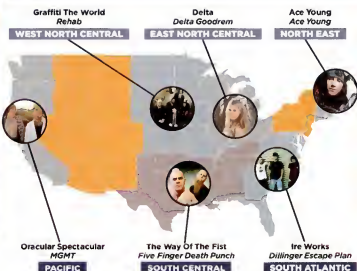 Graffiti The World
Rehab
WEST NORTH CENTRAL
Delta
Delta Goodrem
EAST NORTH CENTRAL
Ace Young
Ace Young
NORTH EAST
Oracular Spectacular
MGMT
PACIFIC
The Way Of The Fist
Five Finger Death Punch
SOUTH CENTRAL
Ire Works
Dillinger Escape Plan
SOUTH ATLANTIC